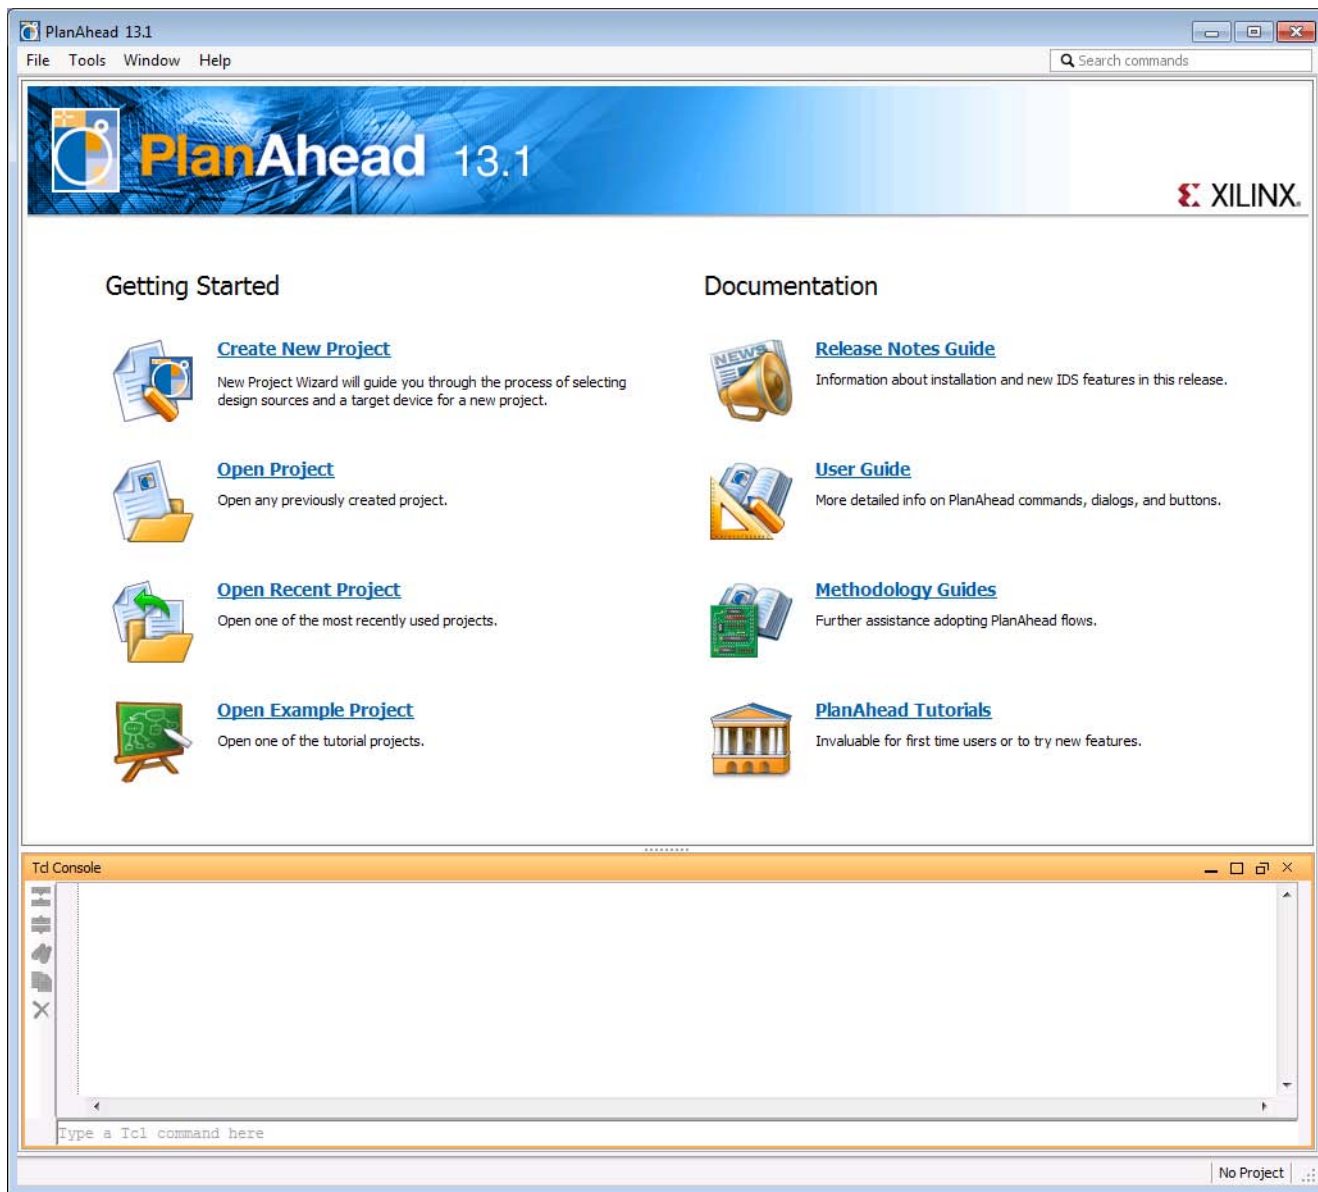 PlanAhead 13.1
File Tools Window Help
Search commands
PlanAhead 13.1
XILINX.
Getting Started
Create New Project
New Project Wizard will guide you through the process of selecting
design sources and a target device for a new project.
Open Project
Open any previously created project.
Open Recent Project
Open one of the most recently used projects.
Open Example Project
Open one of the tutorial projects.
Documentation
NEWS
Release Notes Guide
Information about installation and new IDS features in this release.
User Guide
More detailed info on PlanAhead commands, dialogs, and buttons.
Methodology Guides
Further assistance adopting PlanAhead flows.
PlanAhead Tutorials
Invaluable for first time users or to try new features.
Tcl Console
Type a Tcl command here
No Project